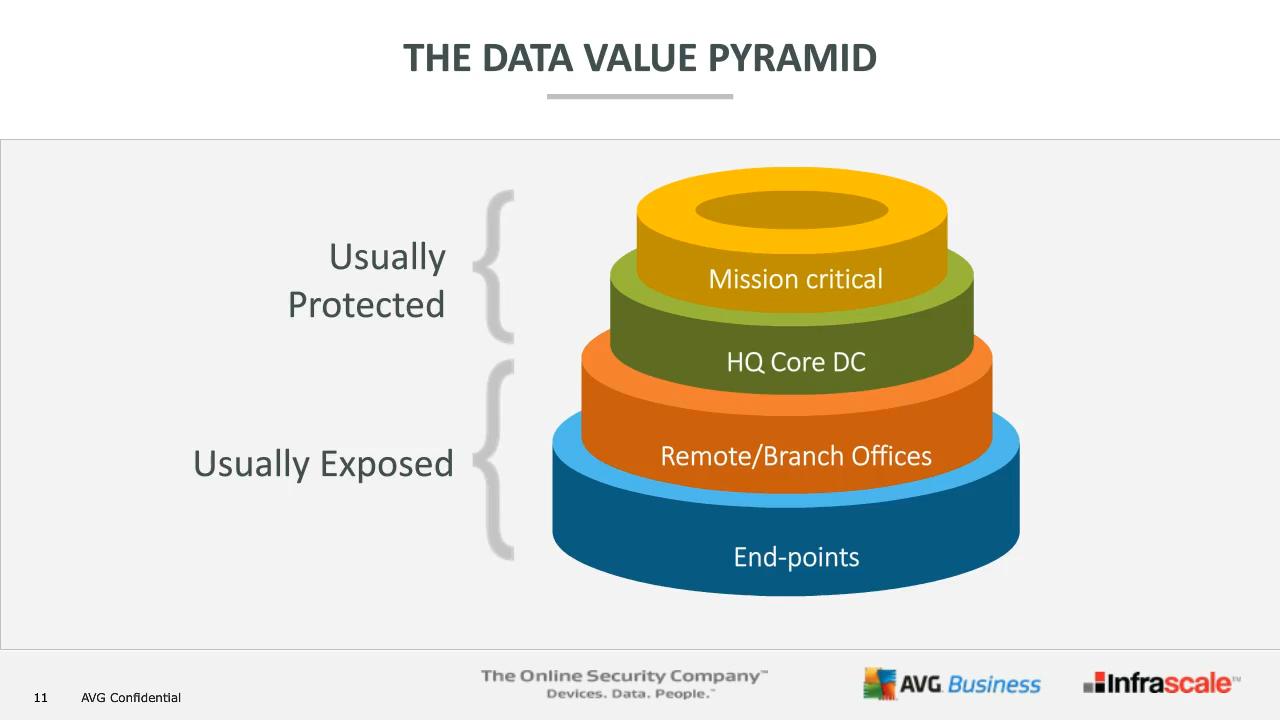 THE DATA VALUE PYRAMID
Usually
Protected
Mission critical
HQ Core DC
Usually Exposed
Remote/Branch Offices
End-points
11 AVG Confidential
The Online Security Company™
Devices. Data. People.™
AVG Business
Infrascale™